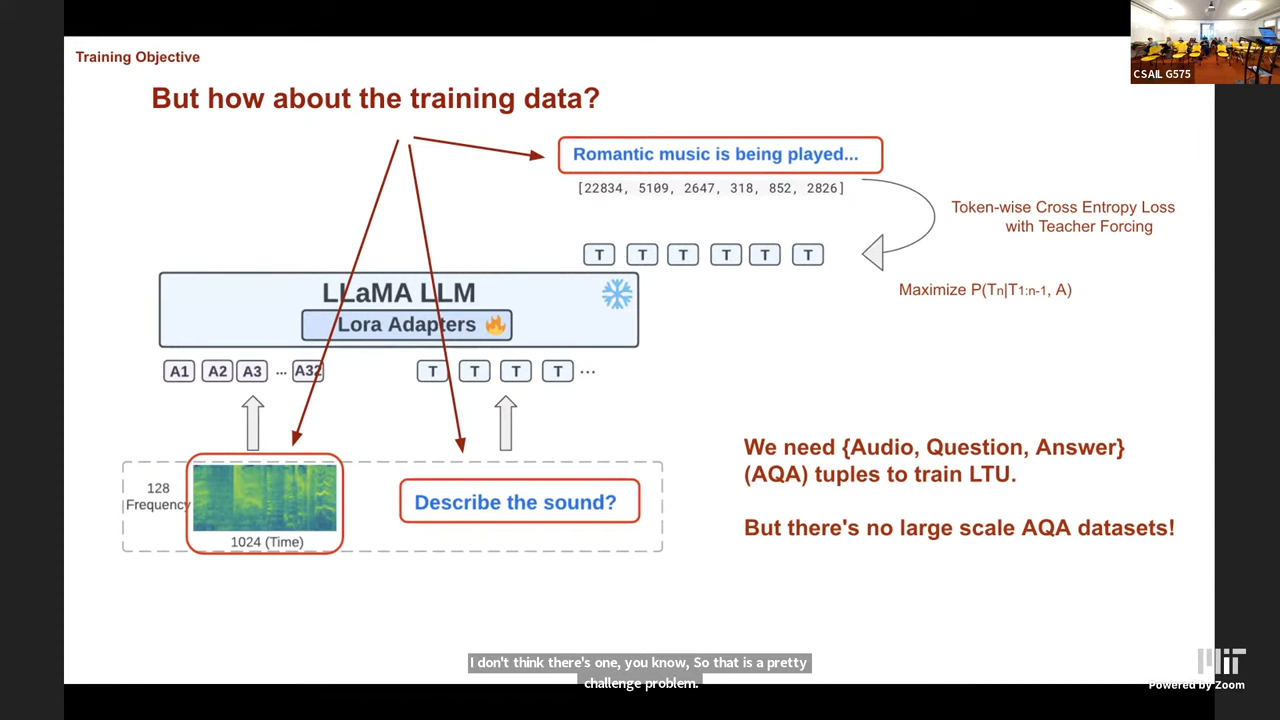 Training Objective
But how about the training data?
CSAIL G575
Romantic music is being played...
[22834, 5109, 2647, 318, 852, 2826]
Token-wise Cross Entropy Loss
with Teacher Forcing
T T T T T T
Maximize P(Tn|T1:n-1, A)
LLaMA LLM
Lora Adapters
A1 A2 A3 ... A32 T T T T ...
128
Frequency
1024 (Time)
Describe the sound?
We need {Audio, Question, Answer}
(AQA) tuples to train LTU.
But there's no large scale AQA datasets!
I don't think there's one, you know, So that is a pretty
challenge problem.
MIT
Powered by Zoom